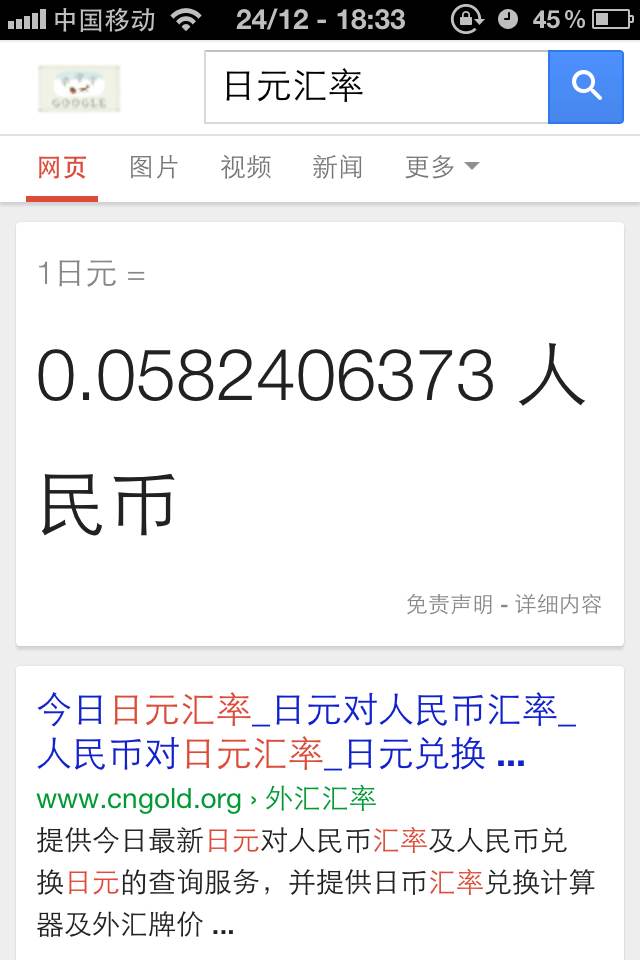 中国移动 24/12 - 18:33 45%
GOOGLE 日元汇率
网页 图片 视频 新闻 更多
1日元 =
0.0582406373 人
民币
免责声明 - 详细内容
今日日元汇率_日元对人民币汇率_
人民币对日元汇率_日元兑换 ...
www.cngold.org › 外汇汇率
提供今日最新日元对人民币汇率及人民币兑
换日元的查询服务，并提供日币汇率兑换计算
器及外汇牌价 ...